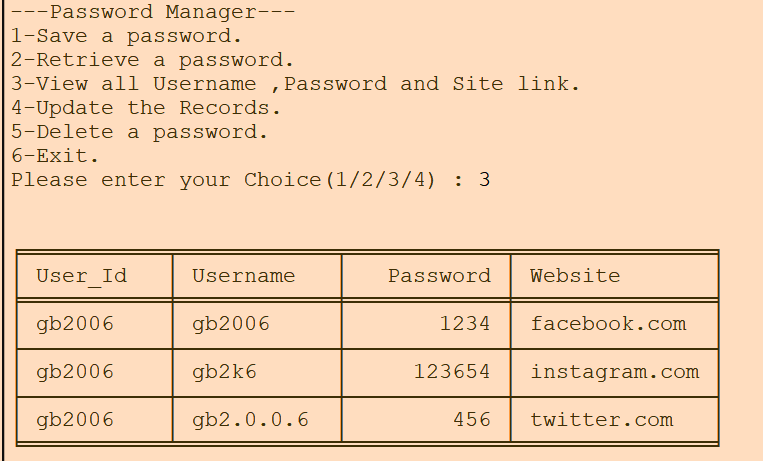 ---Password Manager---
1-Save a password.
2-Retrieve a password.
3-View all Username ,Password and Site link.
4-Update the Records.
5-Delete a password.
6-Exit.
Please enter your Choice(1/2/3/4) : 3
User_Id Username Password Website
gb2006 gb2006 1234 facebook.com
gb2006 gb2k6 123654 instagram.com
gb2006 gb2.0.0.6 456 twitter.com